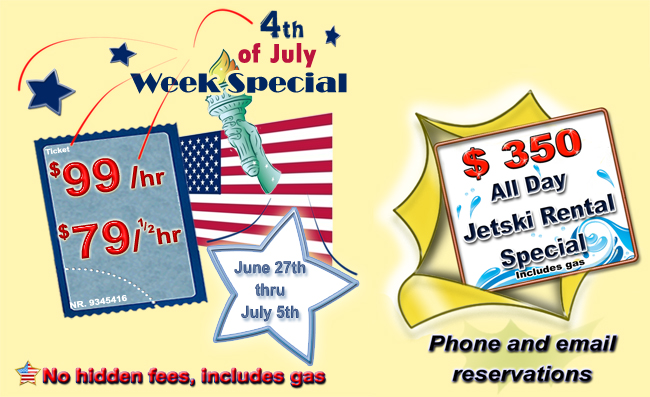 4th
of July
Week Special
Ticket
$99 /hr
$79/½hr
NR. 9345416
June 27th
thru
July 5th
No hidden fees, includes gas
$ 350
All Day
Jetski Rental
Special
Includes gas
Phone and email
reservations